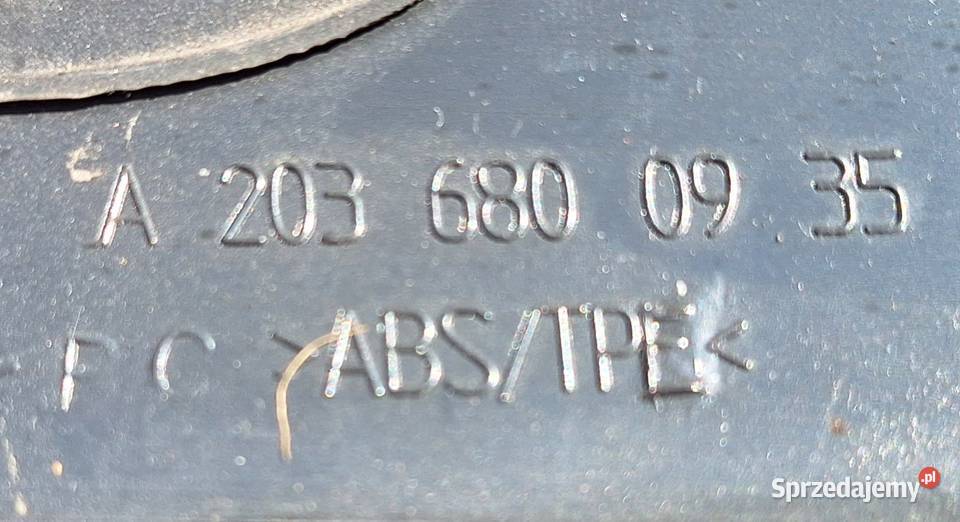 A 203 680 09 35
>ABS/TPE<
Sprzedajemy.pl